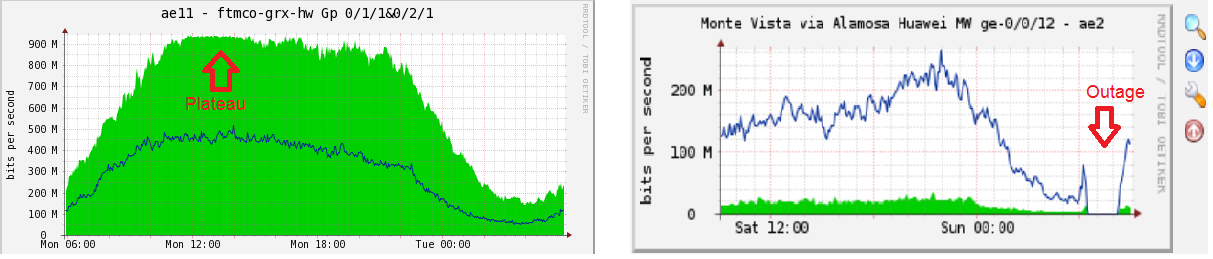 ae11 - ftmco-grx-hw Gp 0/1/1&0/2/1
RRDTOOL / TOBI OETIKER
bits per second
900 M
800 M
700 M
600 M
500 M
400 M
300 M
200 M
100 M
0
Plateau
Mon 06:00 Mon 12:00 Mon 18:00 Tue 00:00
Monte Vista via Alamosa Huawei MW ge-0/0/12 - ae2
RRDTOOL / TOBI OETIKER
bits per second
200 M
100 M
0
Outage
Sat 12:00 Sun 00:00